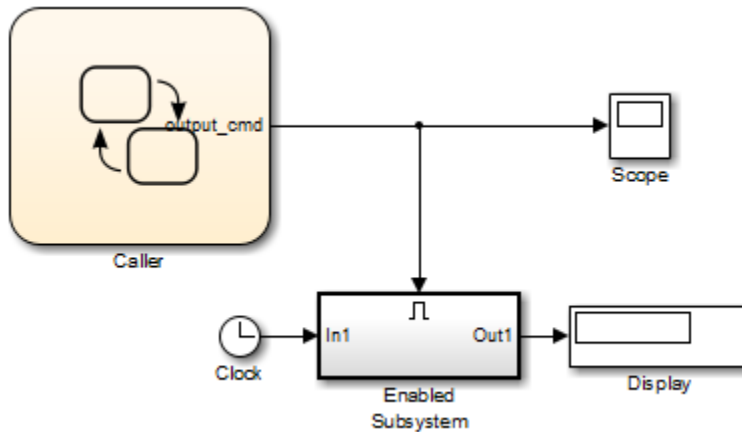 output_cmd
Scope
Caller
In1
Out1
Clock
Display
Enabled
Subsystem